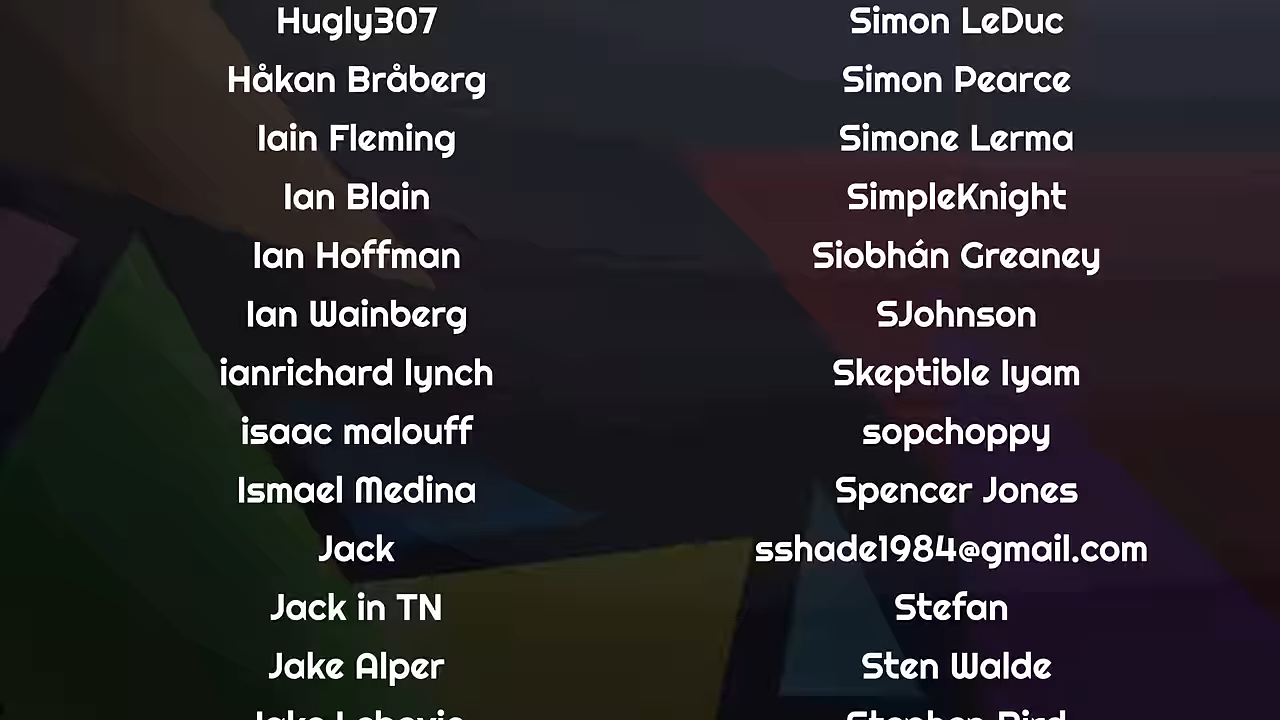 Hugly307
Håkan Bråberg
Iain Fleming
Ian Blain
Ian Hoffman
Ian Wainberg
ianrichard lynch
isaac malouff
Ismael Medina
Jack
Jack in TN
Jake Alper
Simon LeDuc
Simon Pearce
Simone Lerma
SimpleKnight
Siobhán Greaney
SJohnson
Skeptible Iyam
sopchoppy
Spencer Jones
sshade1984@gmail.com
Stefan
Sten Walde
Stephen Bird